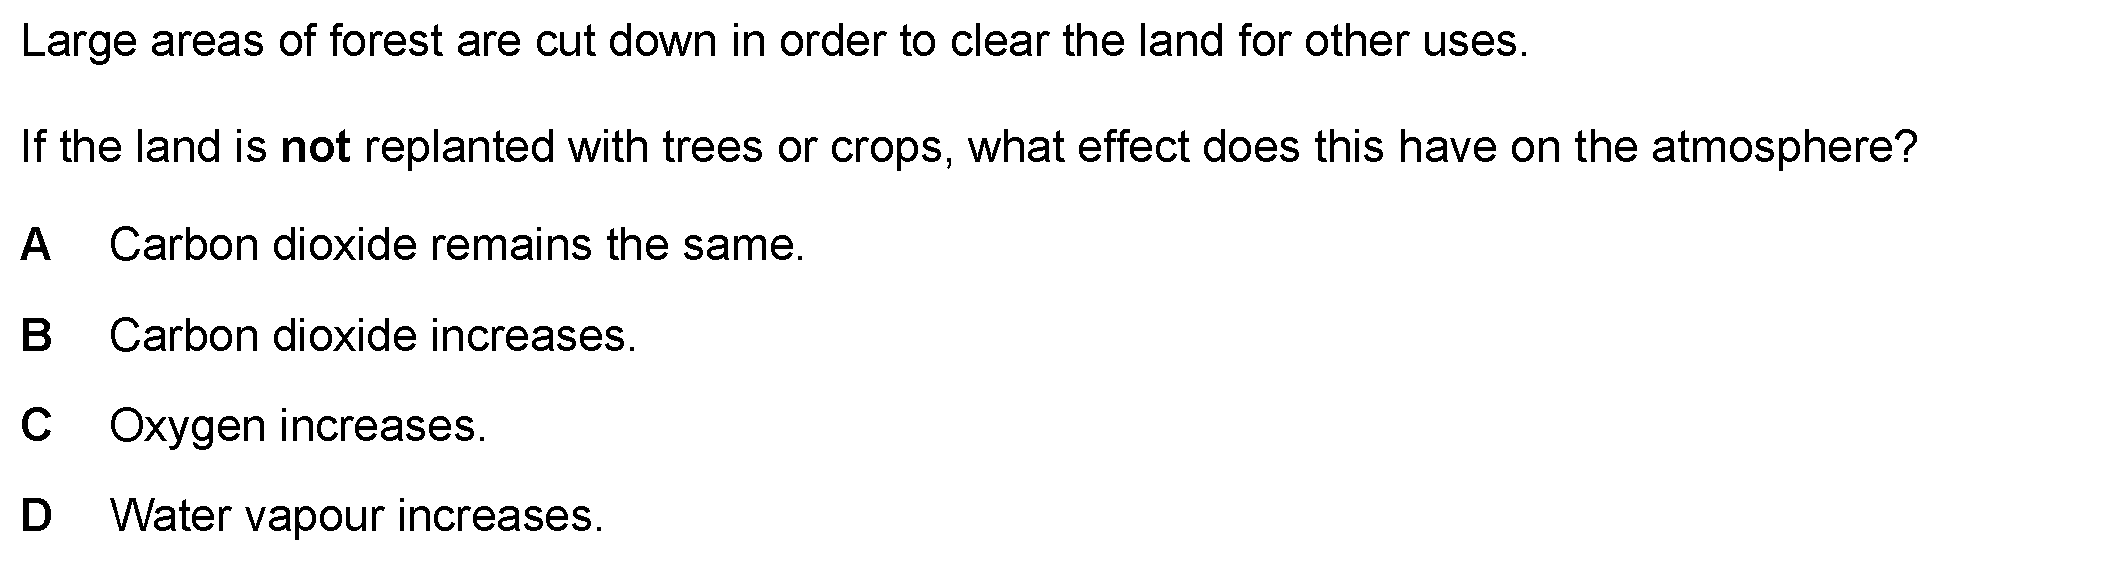 Large areas of forest are cut down in order to clear the land for other uses.
If the land is not replanted with trees or crops, what effect does this have on the atmosphere?
A Carbon dioxide remains the same.
B Carbon dioxide increases.
C Oxygen increases.
D Water vapour increases.